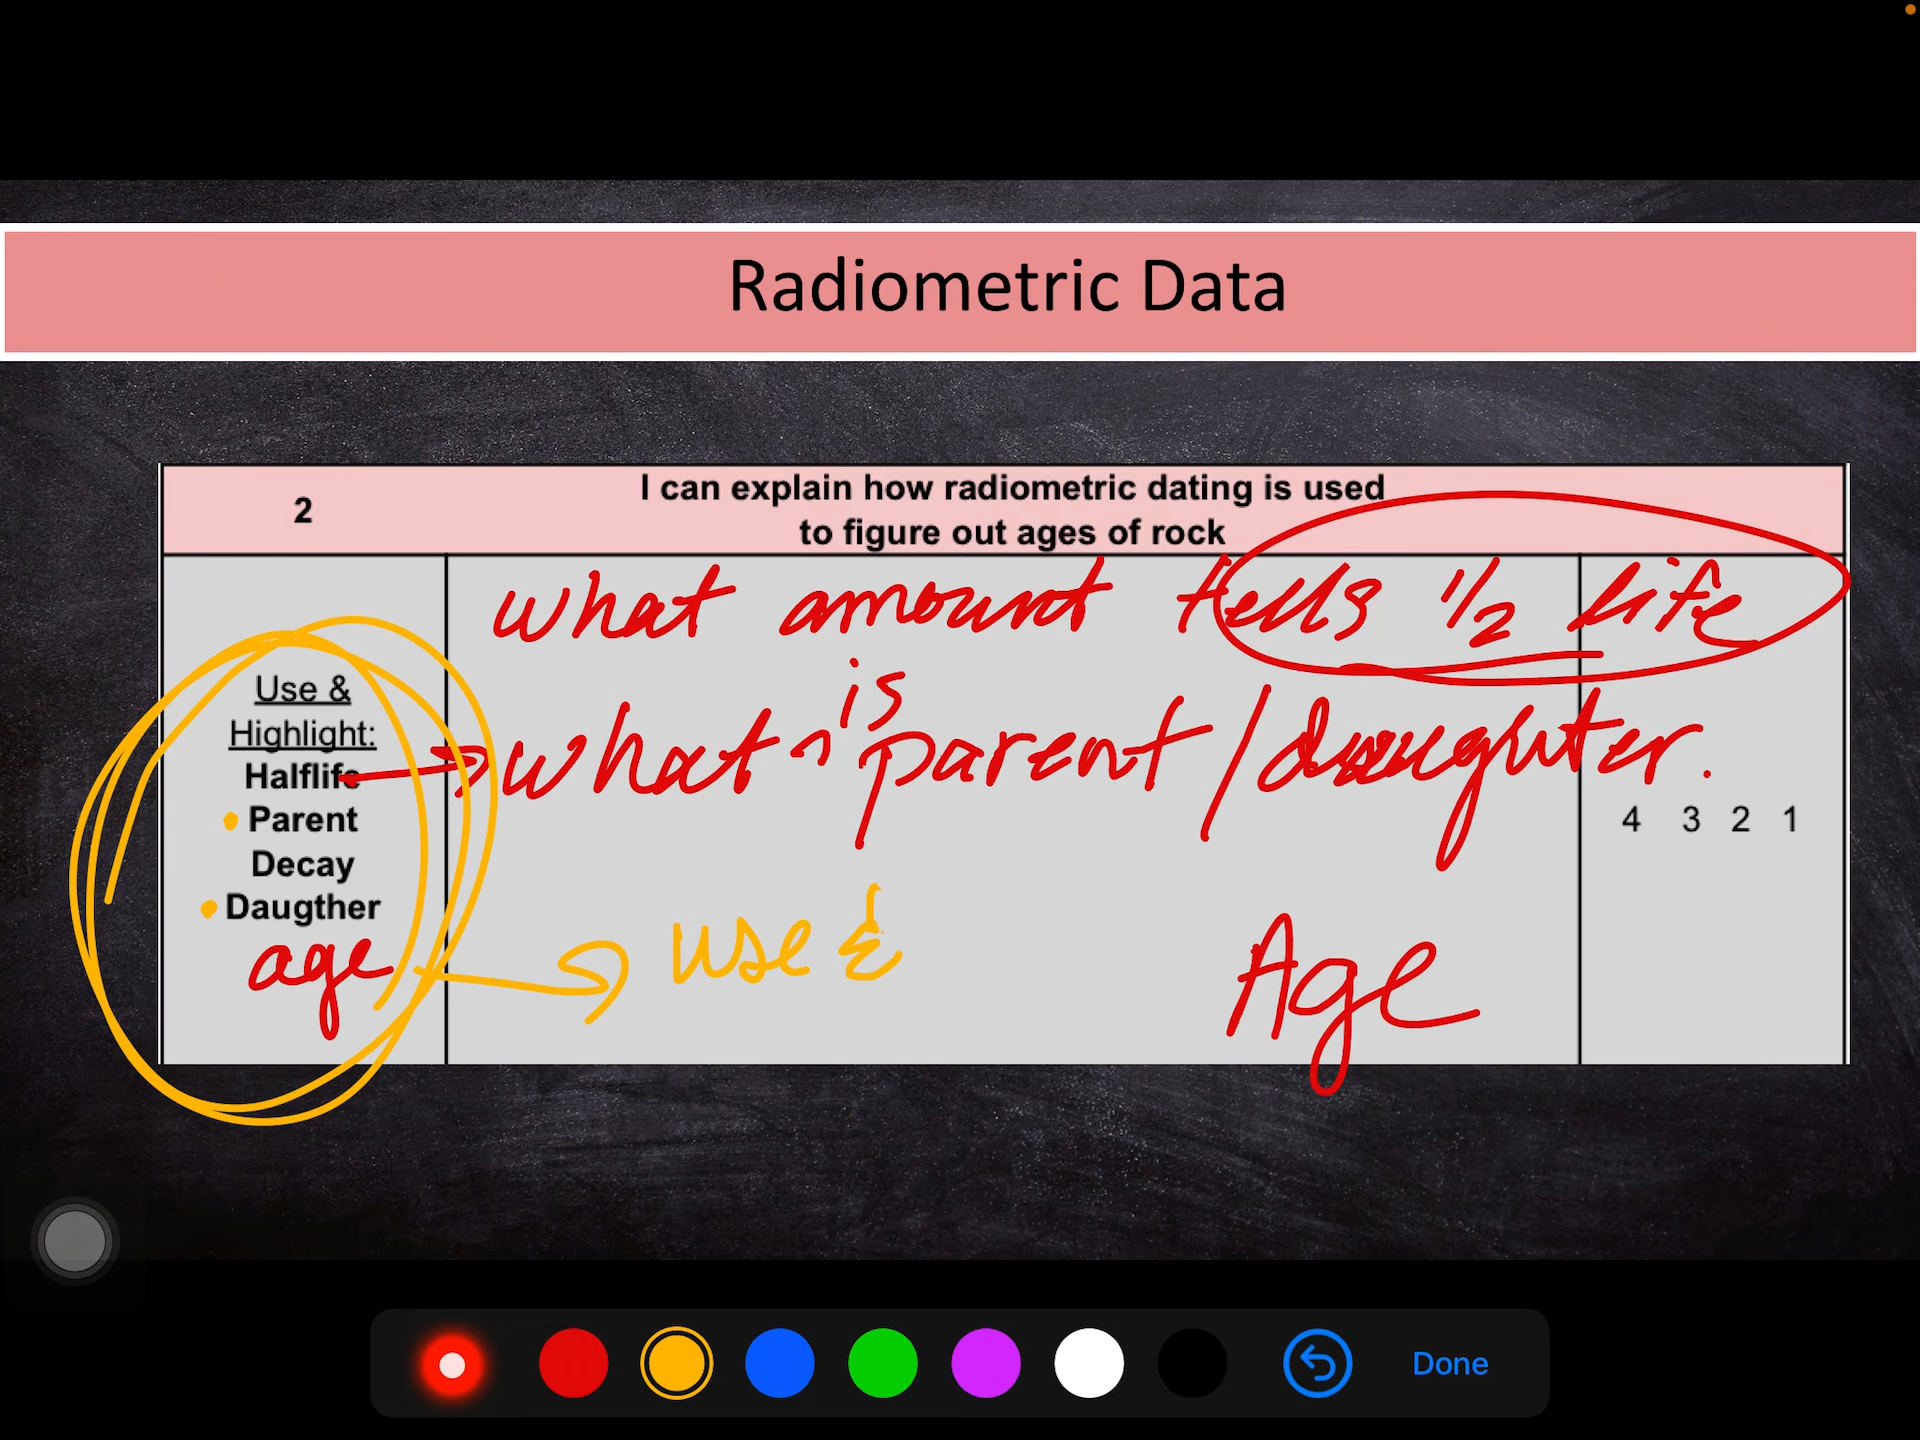 Radiometric Data
2
I can explain how radiometric dating is used
to figure out ages of rock
what amount tells 1/2 life
is
what ^ parent/daughter.
Use &
Highlight:
Halflife
Parent
Decay
Daugther
age
4 3 2 1
use &
Age
Done